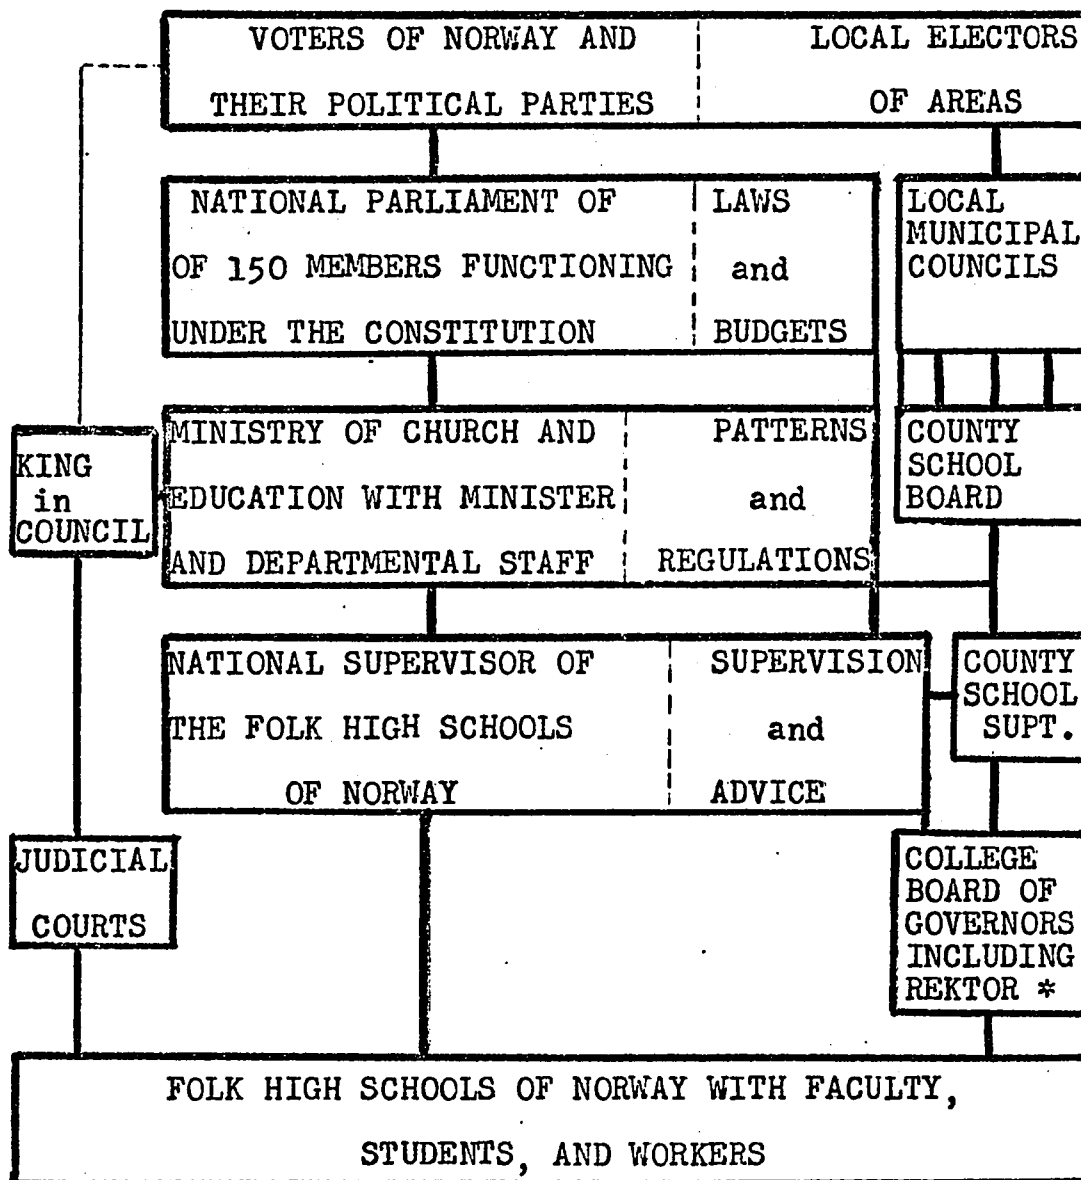 VOTERS OF NORWAY AND
THEIR POLITICAL PARTIES
LOCAL ELECTORS
OF AREAS
NATIONAL PARLIAMENT OF
OF 150 MEMBERS FUNCTIONING
UNDER THE CONSTITUTION
LAWS
and
BUDGETS
LOCAL
MUNICIPAL
COUNCILS
KING
in
COUNCIL
MINISTRY OF CHURCH AND
EDUCATION WITH MINISTER
AND DEPARTMENTAL STAFF
PATTERNS
and
REGULATIONS
COUNTY
SCHOOL
BOARD
NATIONAL SUPERVISOR OF
THE FOLK HIGH SCHOOLS
OF NORWAY
SUPERVISION
and
ADVICE
COUNTY
SCHOOL
SUPT.
JUDICIAL
COURTS
COLLEGE
BOARD OF
GOVERNORS
INCLUDING
REKTOR *
FOLK HIGH SCHOOLS OF NORWAY WITH FACULTY,
STUDENTS, AND WORKERS